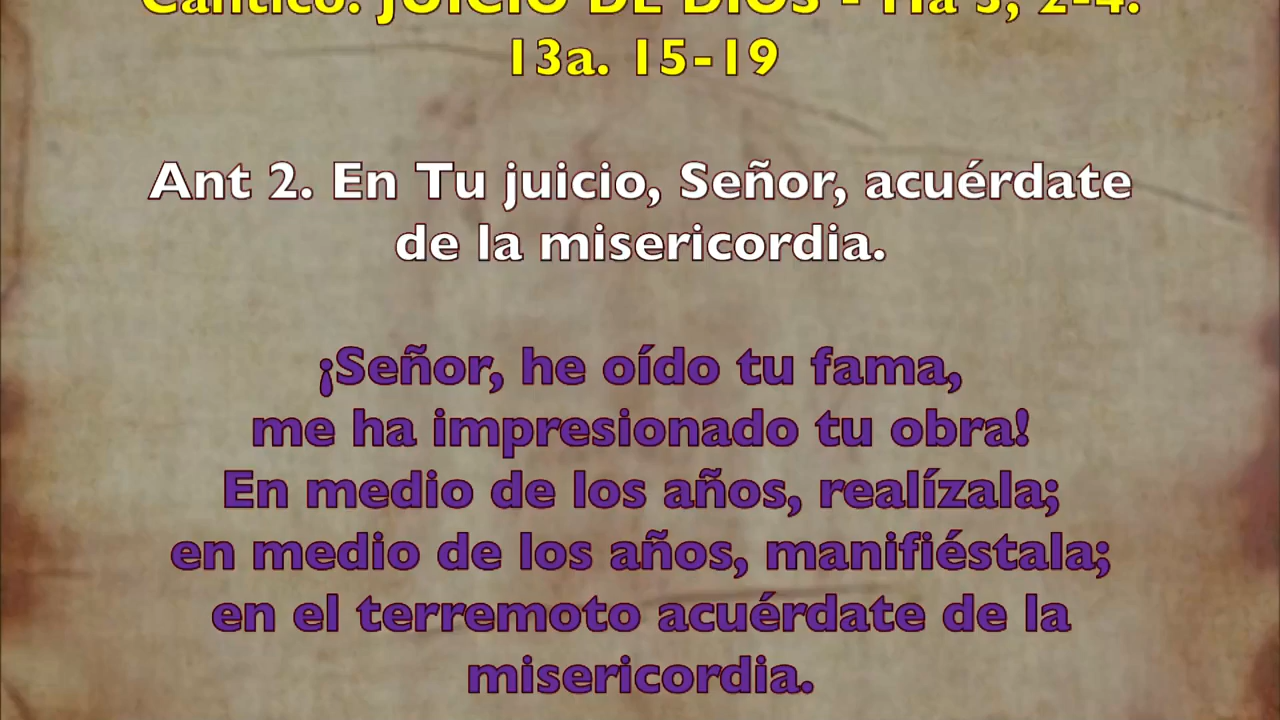 Cántico: JUICIO DE DIOS - Ha 3, 2-4.
13a. 15-19
Ant 2. En Tu juicio, Señor, acuérdate
de la misericordia.
¡Señor, he oído tu fama,
me ha impresionado tu obra!
En medio de los años, realízala;
en medio de los años, manifiéstala;
en el terremoto acuérdate de la
misericordia.